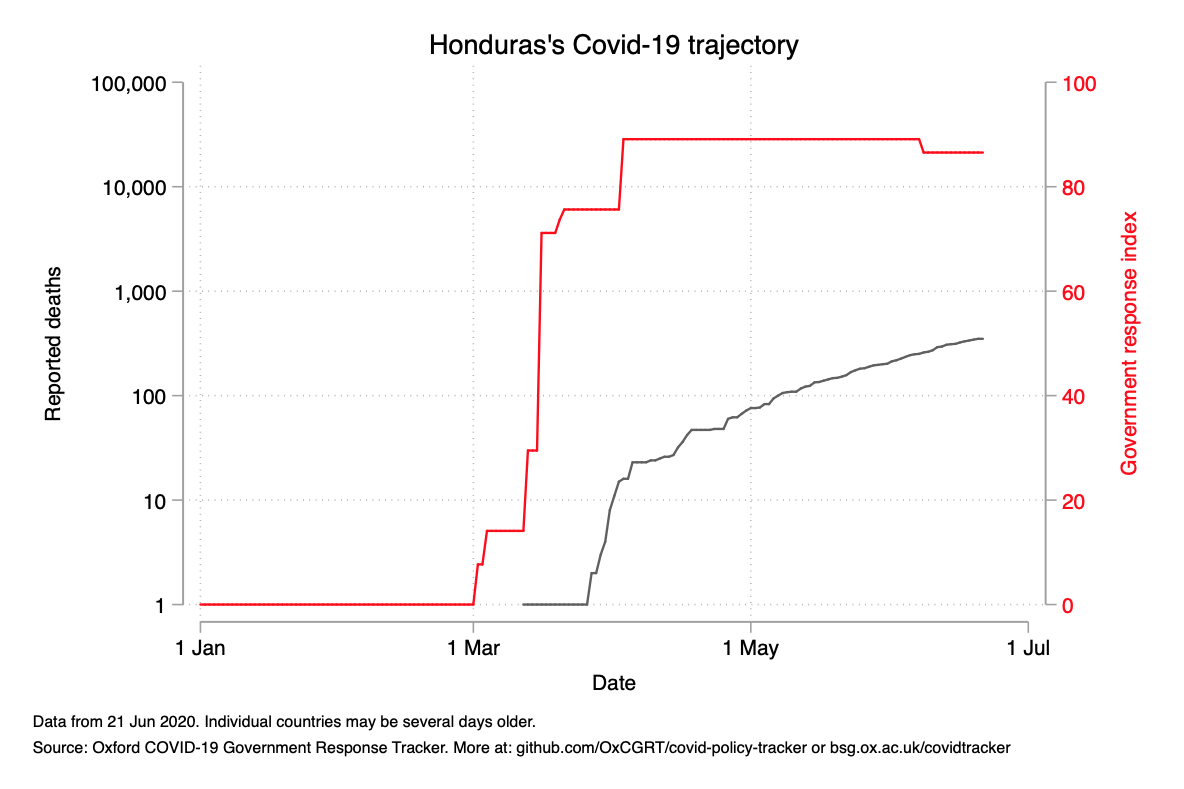 Honduras's Covid-19 trajectory
100,000
10,000
1,000
100
10
1
Reported deaths
100
80
60
40
20
0
Government response index
1 Jan
1 Mar
1 May
1 Jul
Date
Data from 21 Jun 2020. Individual countries may be several days older.
Source: Oxford COVID-19 Government Response Tracker. More at: github.com/OxCGRT/covid-policy-tracker or bsg.ox.ac.uk/covidtracker